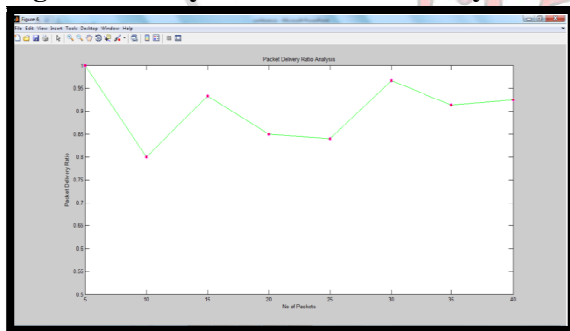 Figure 6
File Edit View Insert Tools Desktop Window Help
Packet Delivery Ratio Analysis
1
0.95
0.9
0.85
0.8
0.75
0.7
0.65
0.6
0.55
0.5
Packet Delivery Ratio
5 10 15 20 25 30 35 40
No of Packets